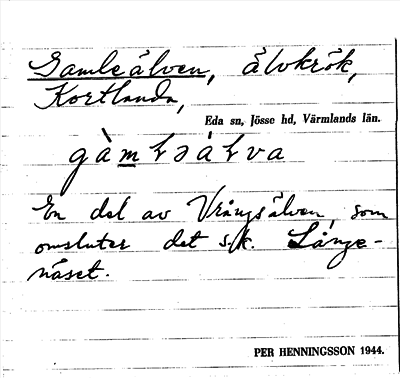 Gamleälven, älvkrök,
Kortlanda,
Eda sn, Jösse hd, Värmlands län.
gàmɫəáɫva
En del av Vrångsälven, som
omsluter det s.k. Långe-
näset.
PER HENNINGSSON 1944.